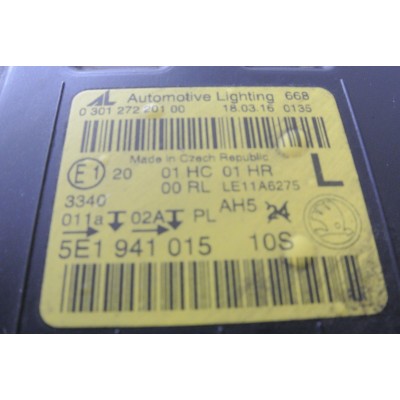 AL Automotive Lighting 668
0 301 272 201 00 18.03.16 0135
Made in Czech Republic
E1 20 01 HC 01 HR L
00 RL LE11A6275
3340
011a 02A PL AH5
5E1 941 015 10S